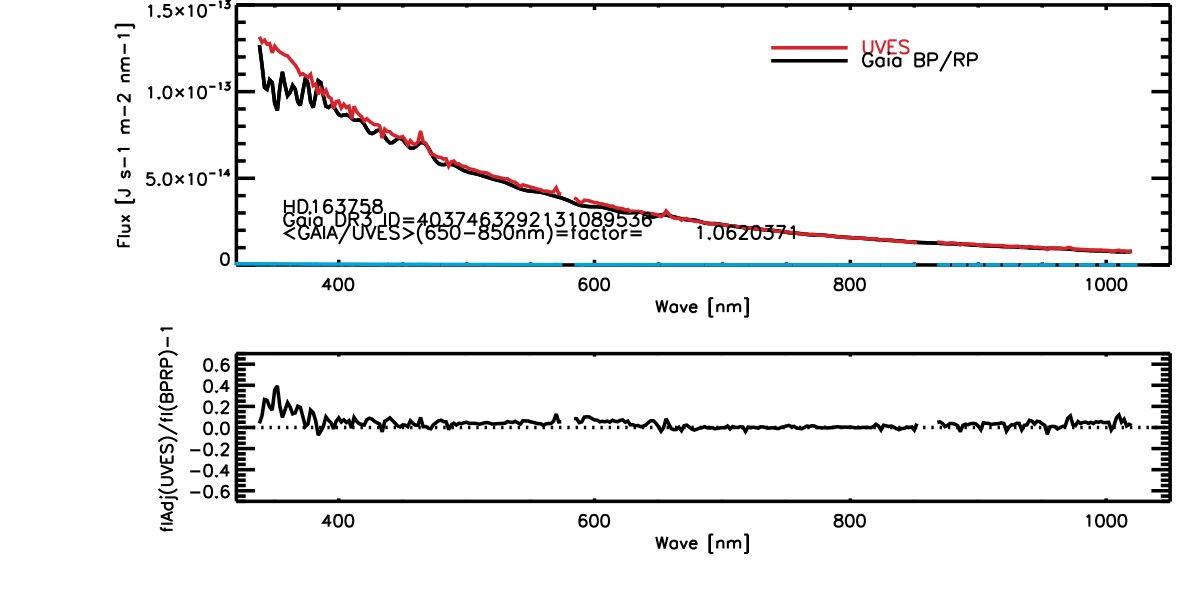 1.5×10⁻¹³
1.0×10⁻¹³
5.0×10⁻¹⁴
0
Flux [J s−1 m−2 nm−1]
UVES
Gaia BP/RP
HD163758
Gaia DR3 ID=4037463292131089536
<GAIA/UVES>(650−850nm)=factor= 1.0620371
400 600 800 1000
Wave [nm]
flAdj(UVES)/fl(BPRP)−1
0.6
0.4
0.2
0.0
−0.2
−0.4
−0.6
400 600 800 1000
Wave [nm]